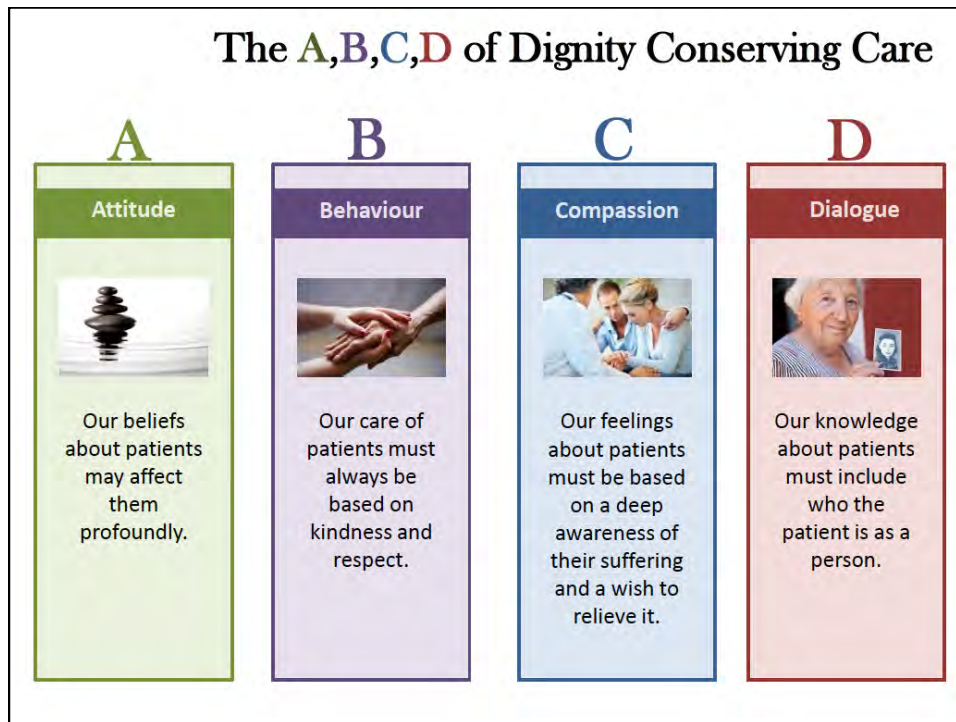 The A,B,C,D of Dignity Conserving Care
A
Attitude
Our beliefs
about patients
may affect
them
profoundly.
B
Behaviour
Our care of
patients must
always be
based on
kindness and
respect.
C
Compassion
Our feelings
about patients
must be based
on a deep
awareness of
their suffering
and a wish to
relieve it.
D
Dialogue
Our knowledge
about patients
must include
who the
patient is as a
person.